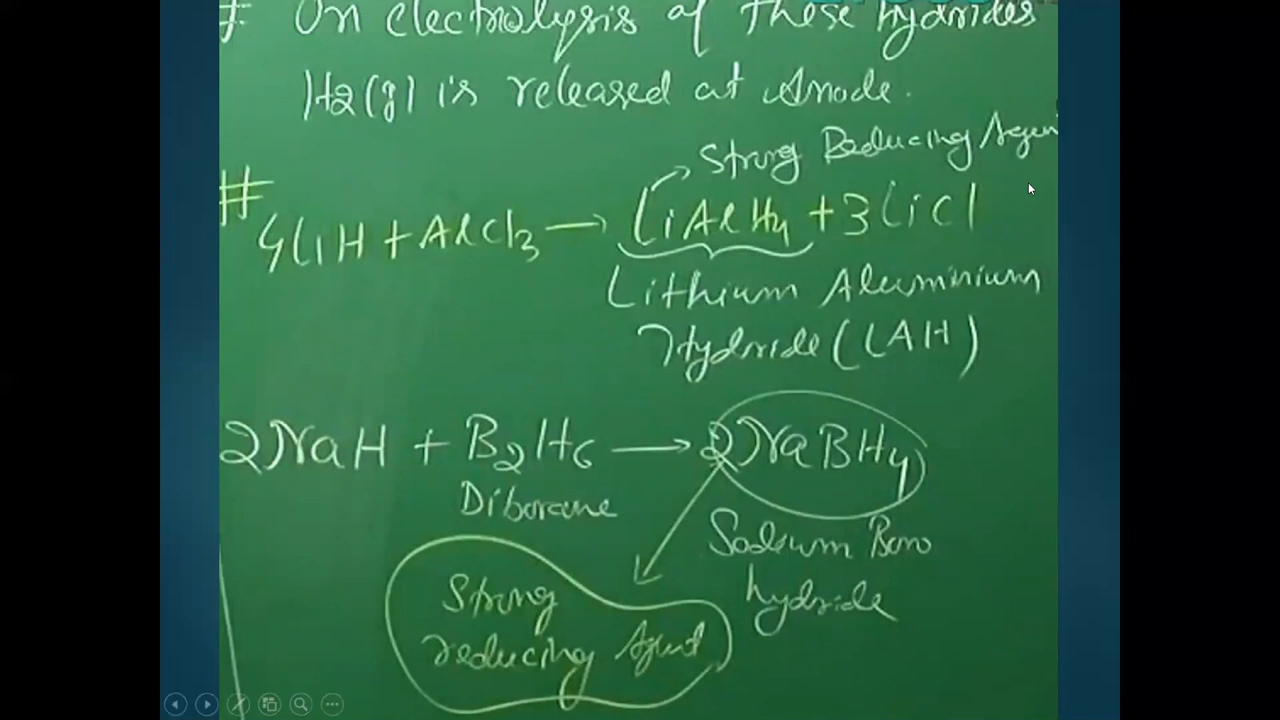 # On electrolysis of these hydrides
H2(g) is released at Anode.
Strong Reducing Agent
# 4LiH + AlCl3 → LiAlH4 + 3LiCl
Lithium Aluminium
Hydride (LAH)
2NaH + B2H6 → 2NaBH4
Diborane
Sodium Boro
hydride
Strong
reducing Agent